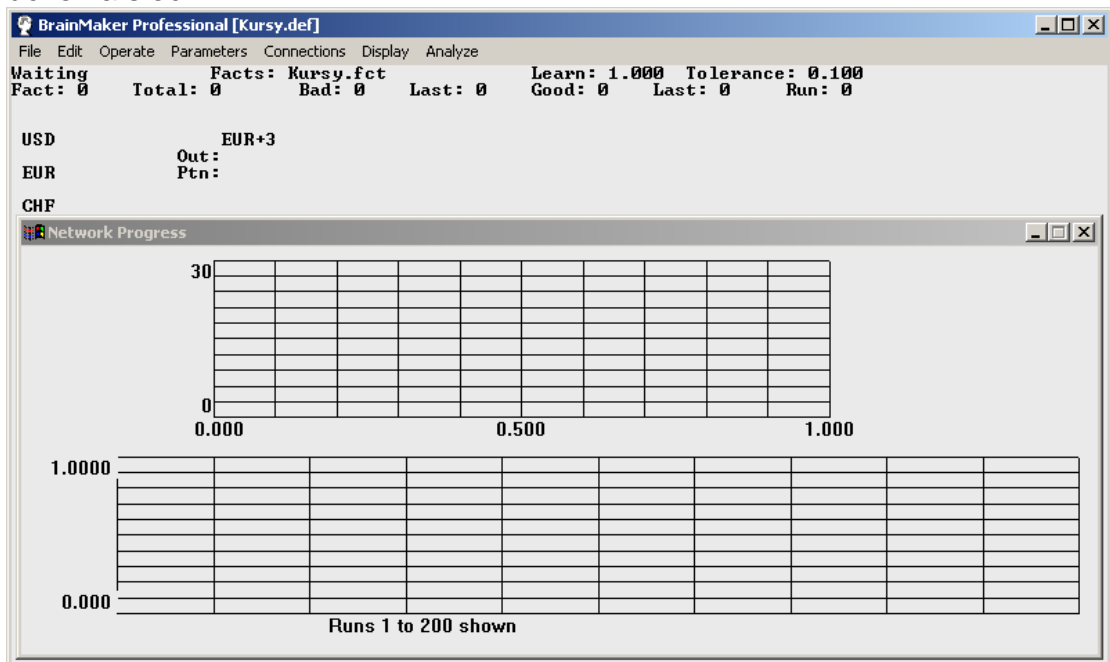 BrainMaker Professional [Kursy.def]
File Edit Operate Parameters Connections Display Analyze
Waiting Facts: Kursy.fct Learn: 1.000 Tolerance: 0.100
Fact: 0 Total: 0 Bad: 0 Last: 0 Good: 0 Last: 0 Run: 0
USD EUR+3
Out:
EUR Ptn:
CHF
Network Progress
30
0
0.000 0.500 1.000
1.0000
0.000
Runs 1 to 200 shown